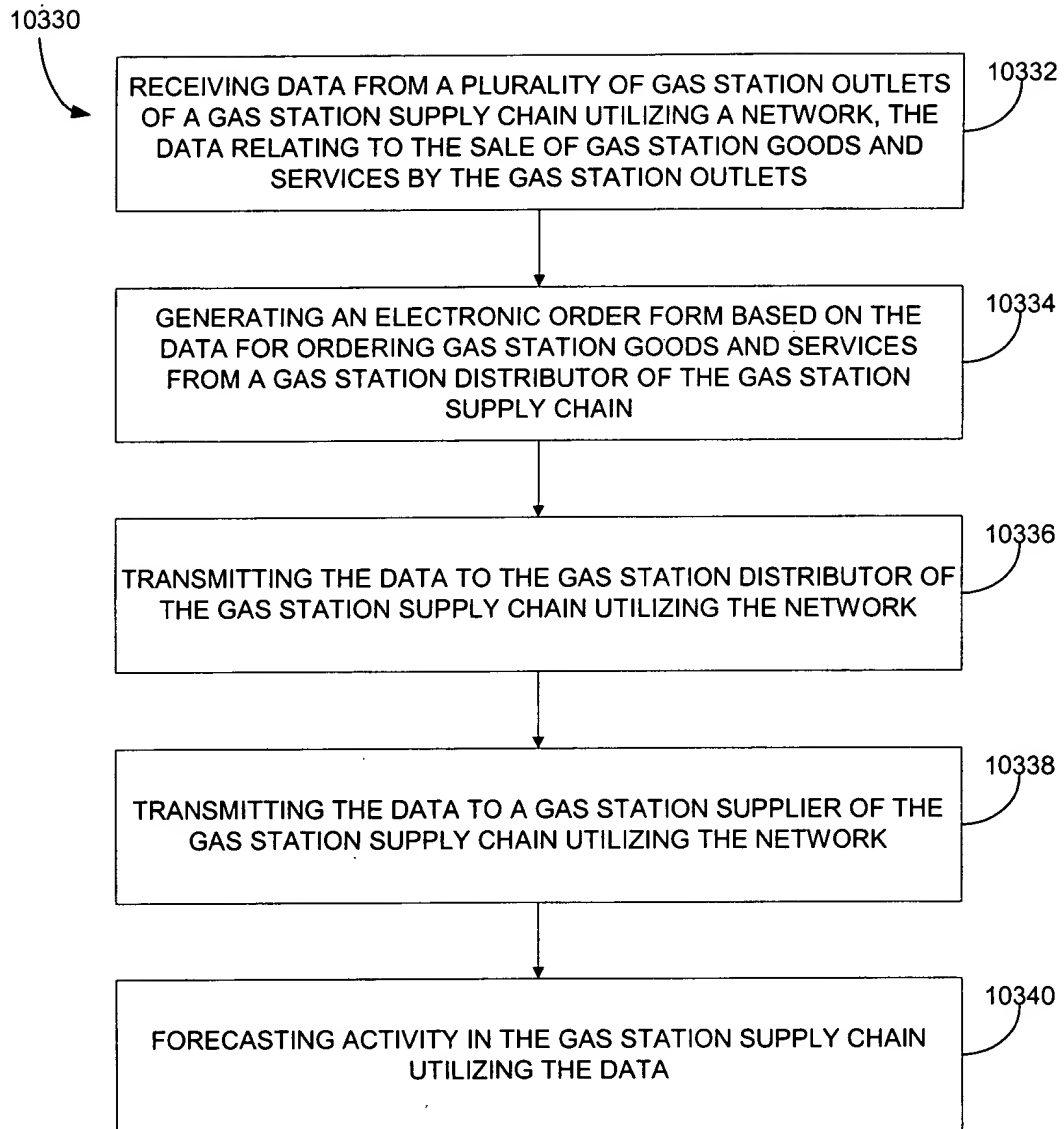 10330
RECEIVING DATA FROM A PLURALITY OF GAS STATION OUTLETS
OF A GAS STATION SUPPLY CHAIN UTILIZING A NETWORK, THE
DATA RELATING TO THE SALE OF GAS STATION GOODS AND
SERVICES BY THE GAS STATION OUTLETS
10332
GENERATING AN ELECTRONIC ORDER FORM BASED ON THE
DATA FOR ORDERING GAS STATION GOODS AND SERVICES
FROM A GAS STATION DISTRIBUTOR OF THE GAS STATION
SUPPLY CHAIN
10334
TRANSMITTING THE DATA TO THE GAS STATION DISTRIBUTOR OF
THE GAS STATION SUPPLY CHAIN UTILIZING THE NETWORK
10336
TRANSMITTING THE DATA TO A GAS STATION SUPPLIER OF THE
GAS STATION SUPPLY CHAIN UTILIZING THE NETWORK
10338
FORECASTING ACTIVITY IN THE GAS STATION SUPPLY CHAIN
UTILIZING THE DATA
10340